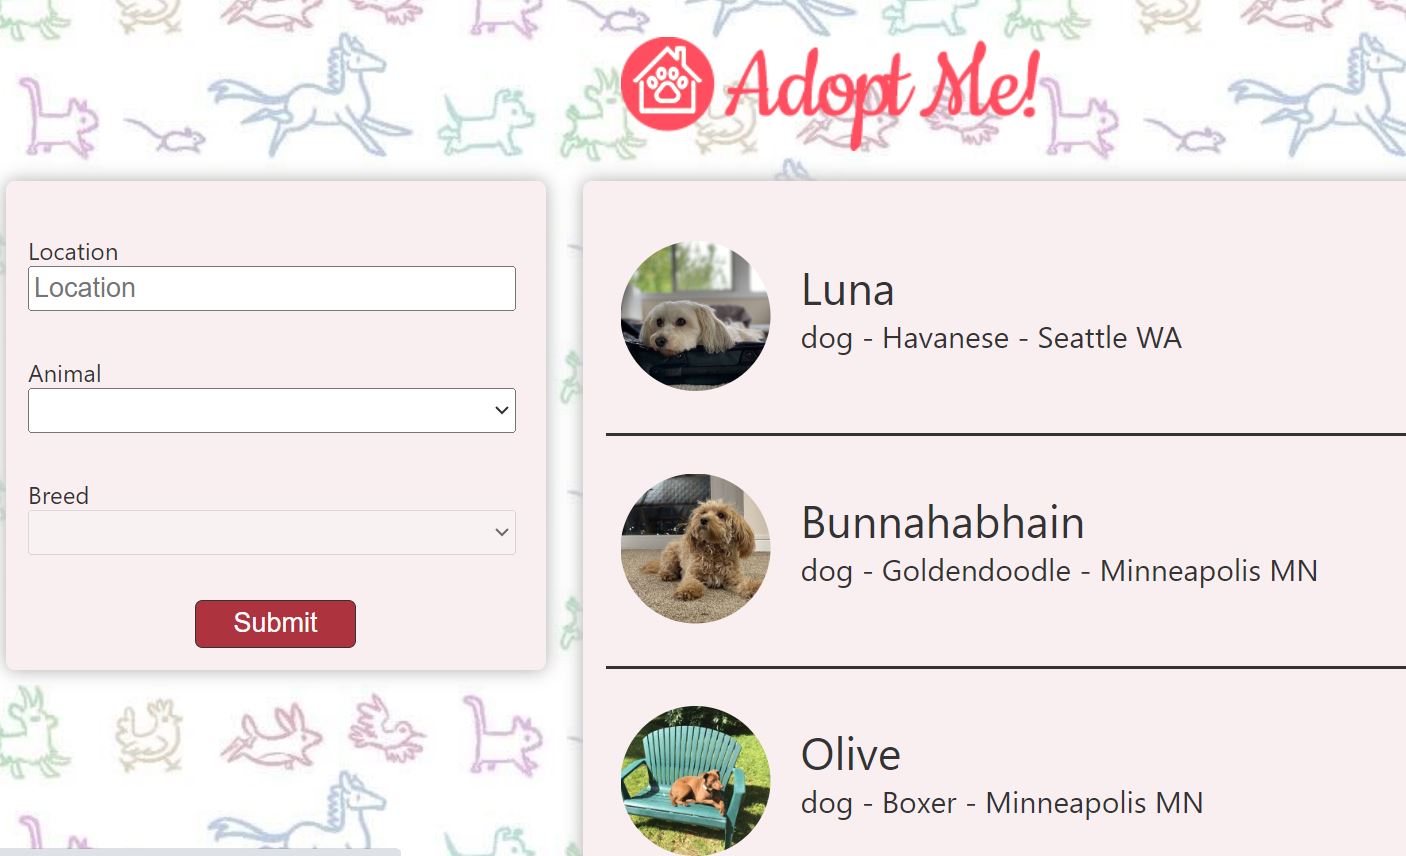 Adopt Me!
Location
Location
Animal
Breed
Submit
Luna
dog - Havanese - Seattle WA
Bunnahabhain
dog - Goldendoodle - Minneapolis MN
Olive
dog - Boxer - Minneapolis MN